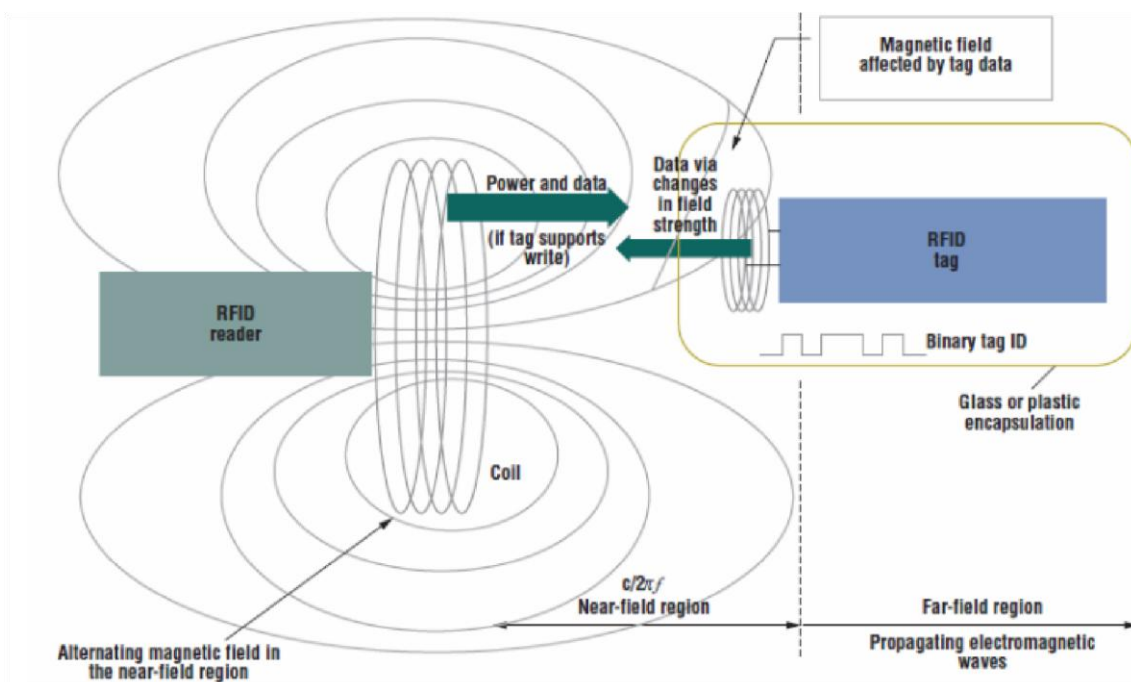 Magnetic field
affected by tag data
Power and data
(if tag supports
write)
Data via
changes
in field
strength
RFID
tag
RFID
reader
Binary tag ID
Glass or plastic
encapsulation
Coil
c/2πf
Near-field region
Far-field region
Propagating electromagnetic
waves
Alternating magnetic field in
the near-field region